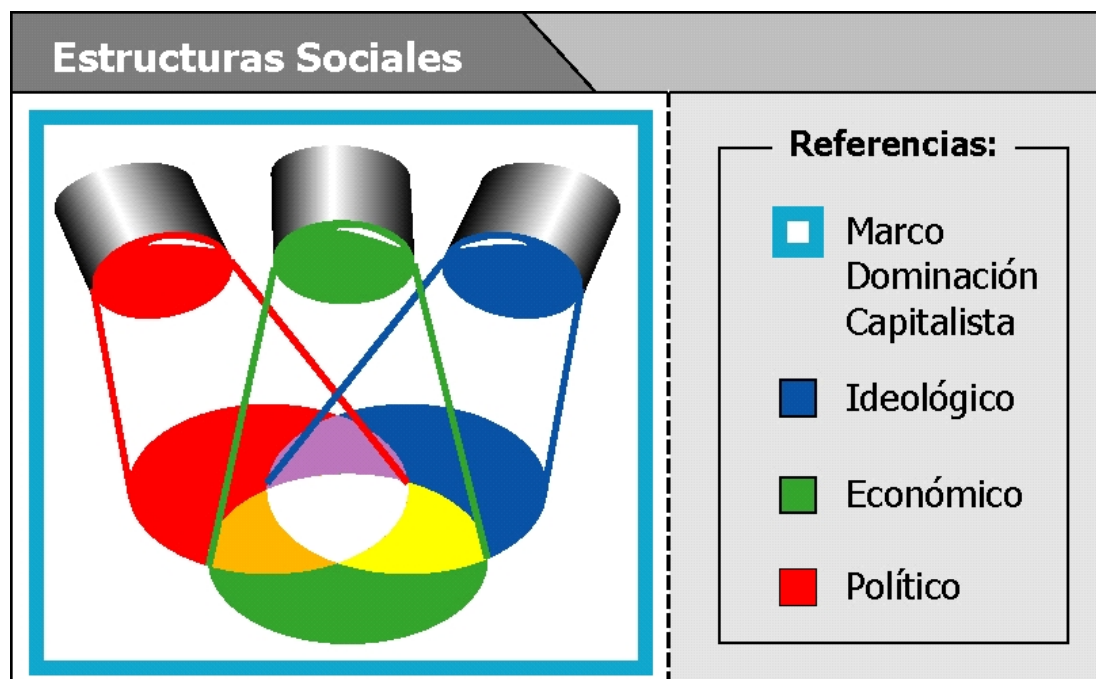 Estructuras Sociales
Referencias:
Marco
Dominación
Capitalista
Ideológico
Económico
Político